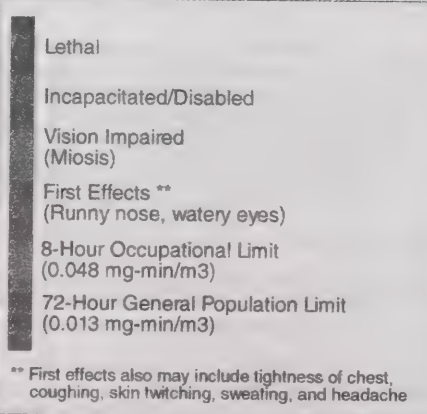 Lethal
Incapacitated/Disabled
Vision Impaired
(Miosis)
First Effects **
(Runny nose, watery eyes)
8-Hour Occupational Limit
(0.048 mg-min/m3)
72-Hour General Population Limit
(0.013 mg-min/m3)
** First effects also may include tightness of chest,
coughing, skin twitching, sweating, and headache